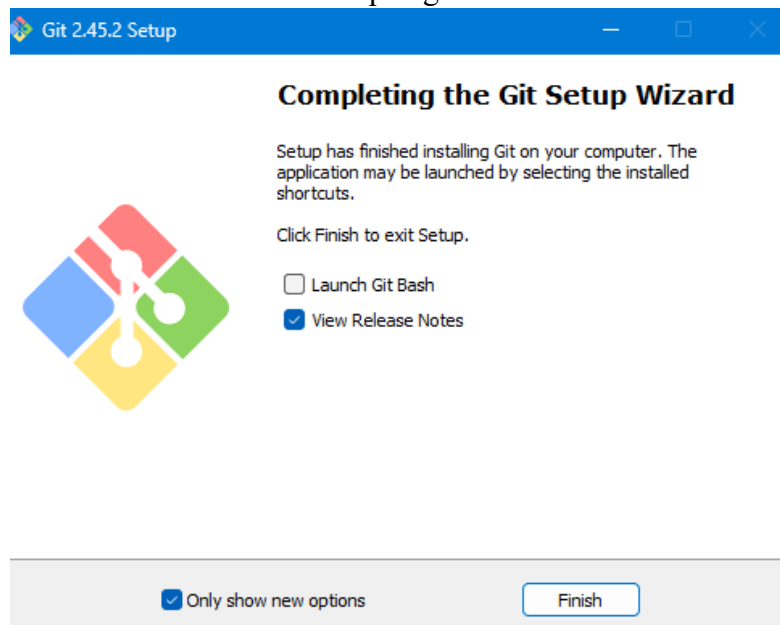 Git 2.45.2 Setup
Completing the Git Setup Wizard
Setup has finished installing Git on your computer. The
application may be launched by selecting the installed
shortcuts.
Click Finish to exit Setup.
Launch Git Bash
View Release Notes
Only show new options
Finish